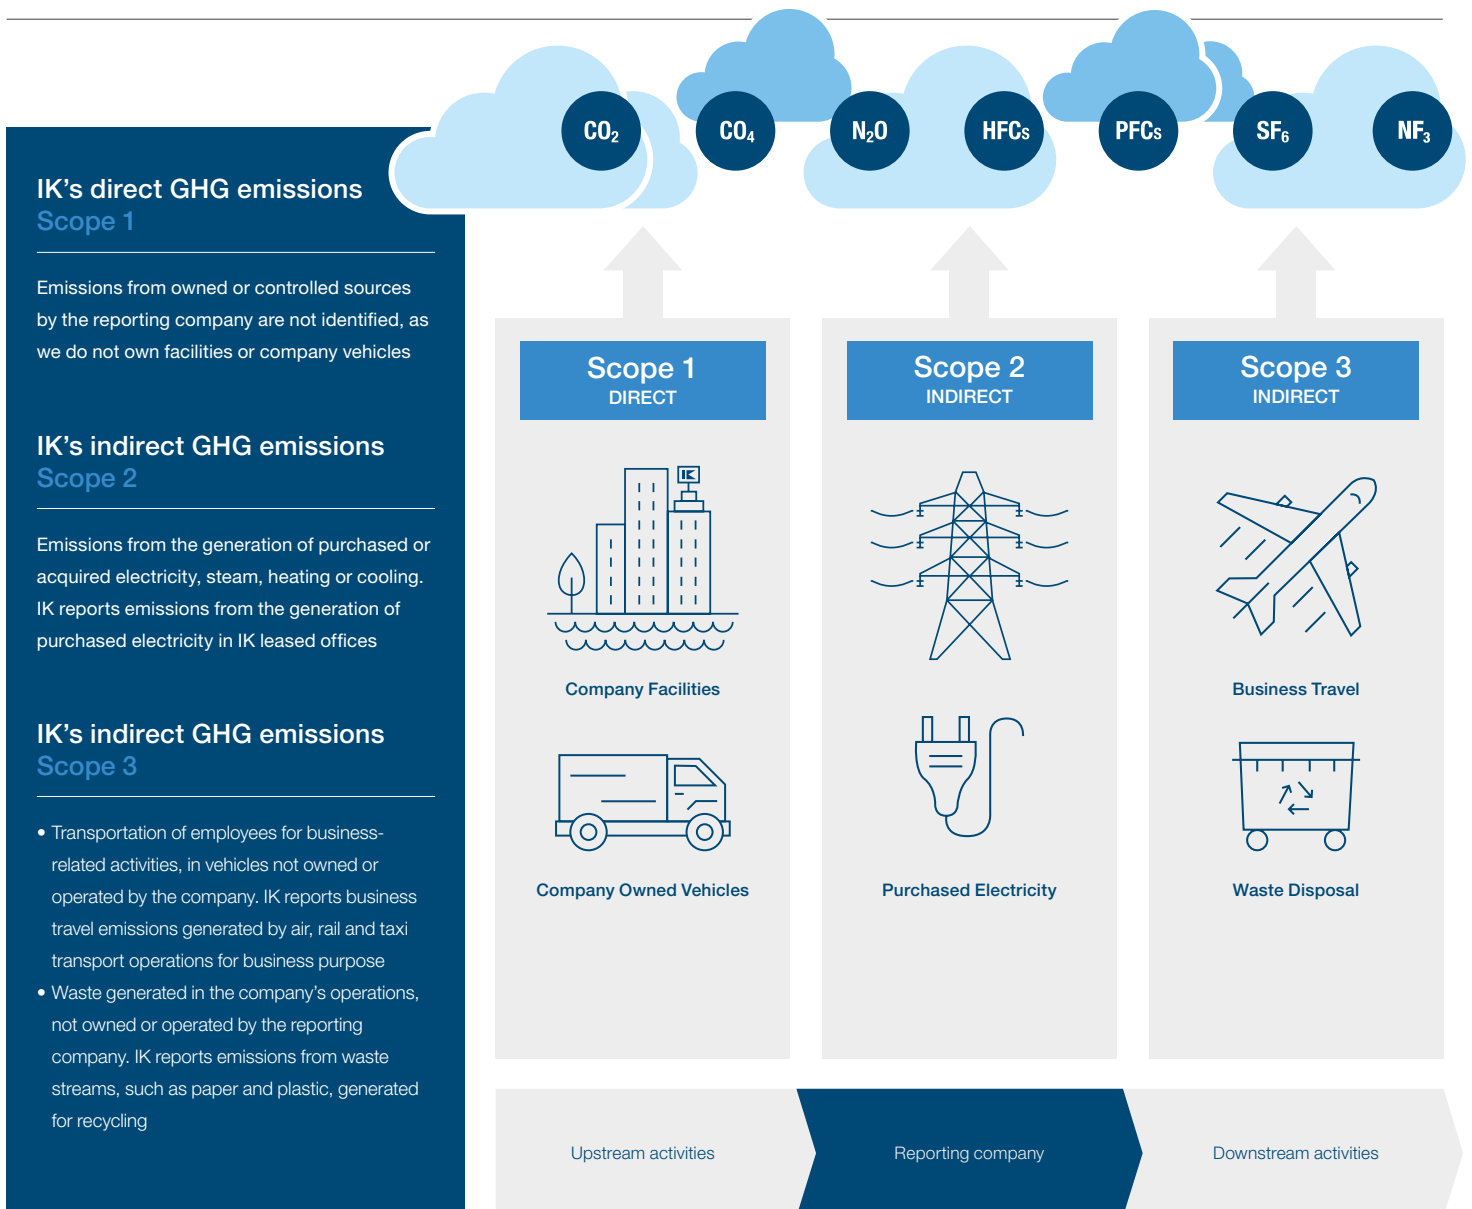 CO₂
CO₄
N₂O
HFCs
PFCs
SF₆
NF₃
IK’s direct GHG emissions
Scope 1
Emissions from owned or controlled sources
by the reporting company are not identified, as
we do not own facilities or company vehicles
IK’s indirect GHG emissions
Scope 2
Emissions from the generation of purchased or
acquired electricity, steam, heating or cooling.
IK reports emissions from the generation of
purchased electricity in IK leased offices
IK’s indirect GHG emissions
Scope 3
• Transportation of employees for business-
related activities, in vehicles not owned or
operated by the company. IK reports business
travel emissions generated by air, rail and taxi
transport operations for business purpose
• Waste generated in the company’s operations,
not owned or operated by the reporting
company. IK reports emissions from waste
streams, such as paper and plastic, generated
for recycling
Scope 1
DIRECT
IK
Company Facilities
Company Owned Vehicles
Scope 2
INDIRECT
Purchased Electricity
Scope 3
INDIRECT
Business Travel
Waste Disposal
Upstream activities
Reporting company
Downstream activities